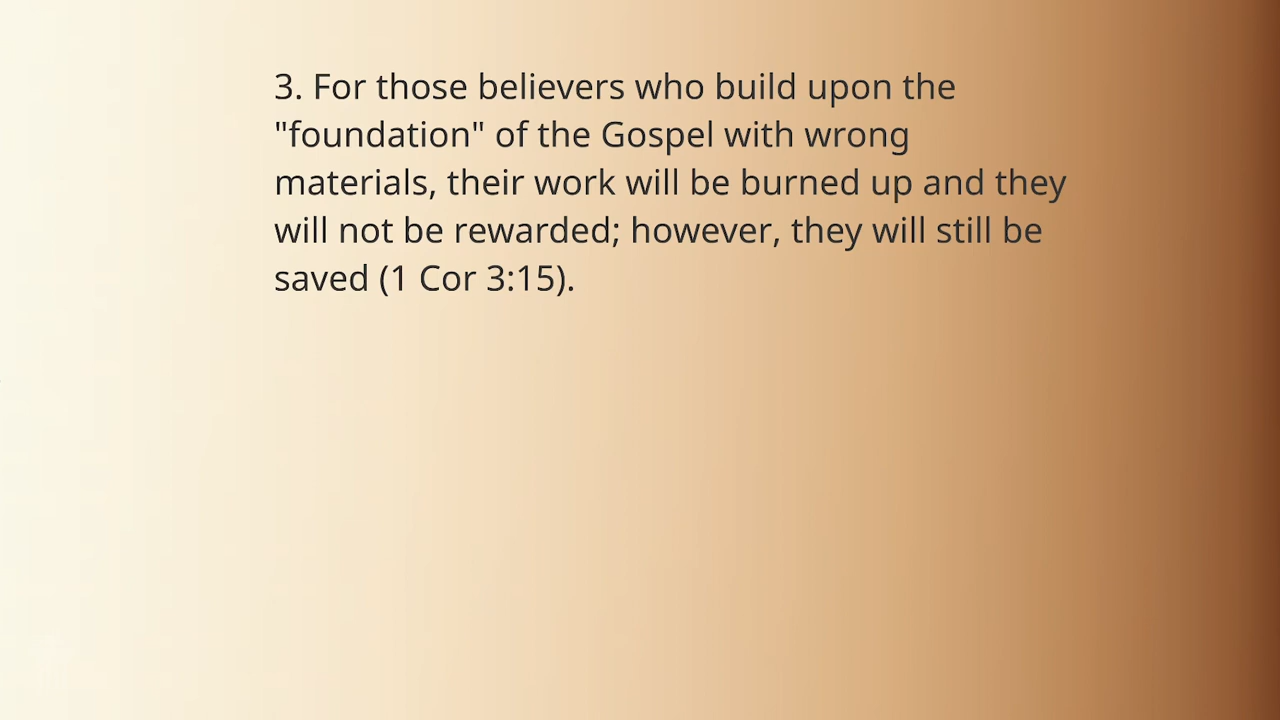 3. For those believers who build upon the
"foundation" of the Gospel with wrong
materials, their work will be burned up and they
will not be rewarded; however, they will still be
saved (1 Cor 3:15).